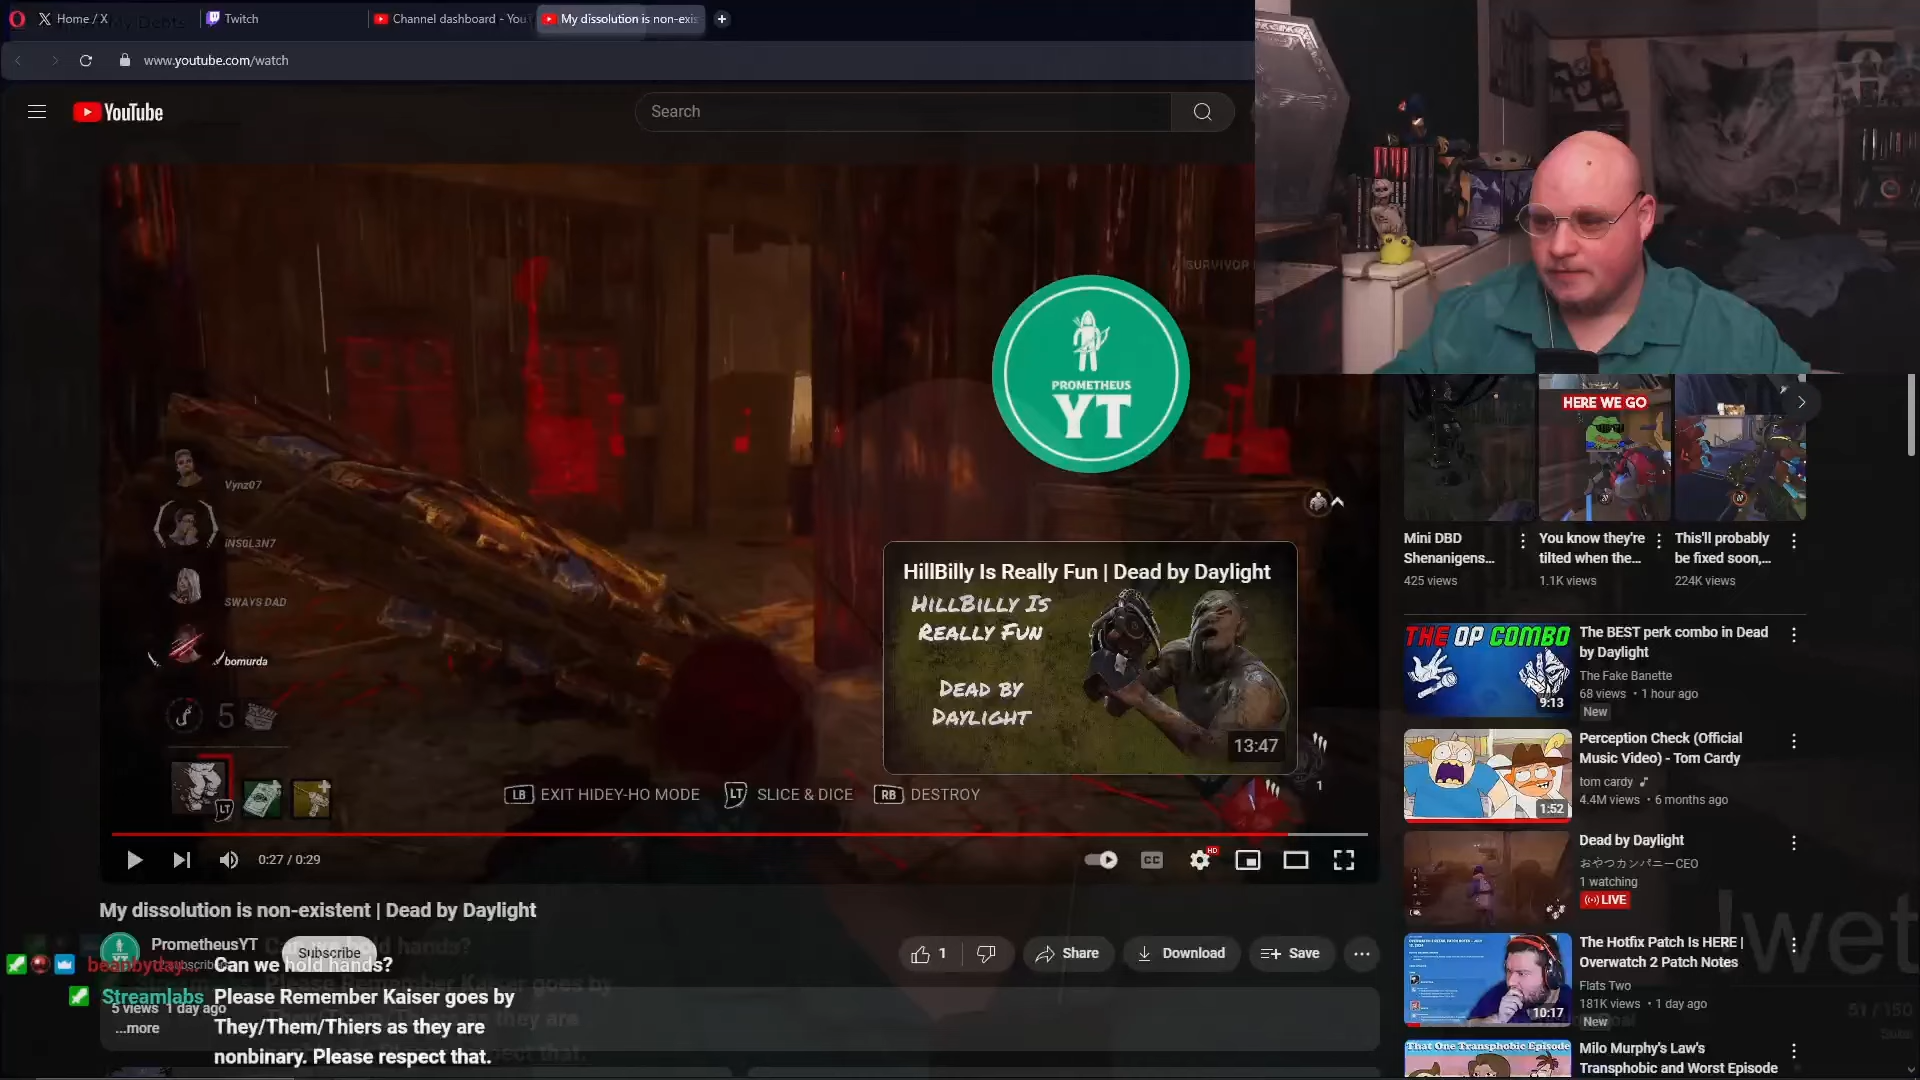 Home / X
Twitch
Channel dashboard - You
My dissolution is non-exis
www.youtube.com/watch
YouTube
Search
SURVIVOR
PROMETHEUS
YT
Vynz07
iNSGL3N7
SWAYS DAD
bomurda
5
LT
HillBilly Is Really Fun | Dead by Daylight
HillBilly Is
Really Fun
Dead by
Daylight
13:47
1
LB EXIT HIDEY-HO MODE LT SLICE & DICE RB DESTROY
0:27 / 0:29
CC
HD
My dissolution is non-existent | Dead by Daylight
PrometheusYT
Subscribe
1
Share
Download
Save
beanbyday...
Can we hold hands?
Streamlabs
Please Remember Kaiser goes by
They/Them/Thiers as they are
nonbinary. Please respect that.
5 views 1 day ago
...more
HERE WE GO
Mini DBD
Shenanigens...
425 views
You know they're
tilted when the...
1.1K views
This'll probably
be fixed soon,...
224K views
THE OP COMBO
9:13
The BEST perk combo in Dead
by Daylight
The Fake Banette
68 views • 1 hour ago
New
1:52
Perception Check (Official
Music Video) - Tom Cardy
tom cardy
4.4M views • 6 months ago
Dead by Daylight
おやつカンパニーCEO
1 watching
LIVE
10:17
The Hotfix Patch Is HERE |
Overwatch 2 Patch Notes
Flats Two
181K views • 1 day ago
New
!wet
51 / 150
That One Transphobic Episode
Milo Murphy's Law's
Transphobic and Worst Episode